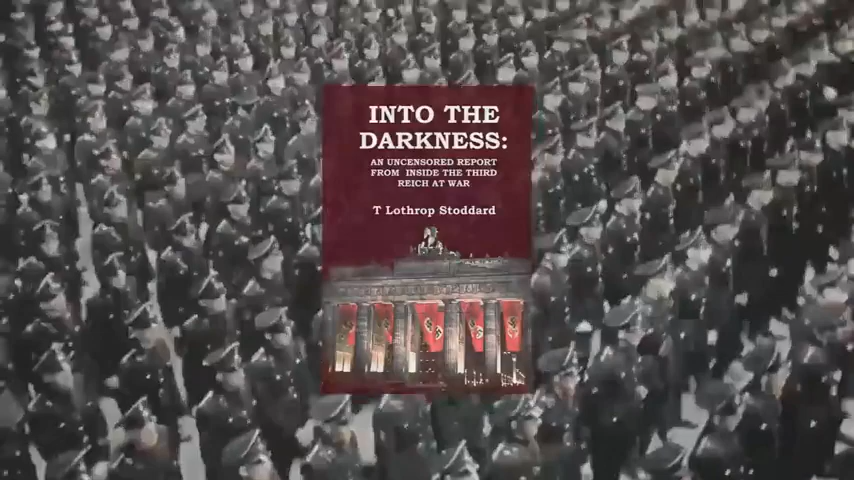 INTO THE
DARKNESS:
AN UNCENSORED REPORT
FROM INSIDE THE THIRD
REICH AT WAR
T Lothrop Stoddard